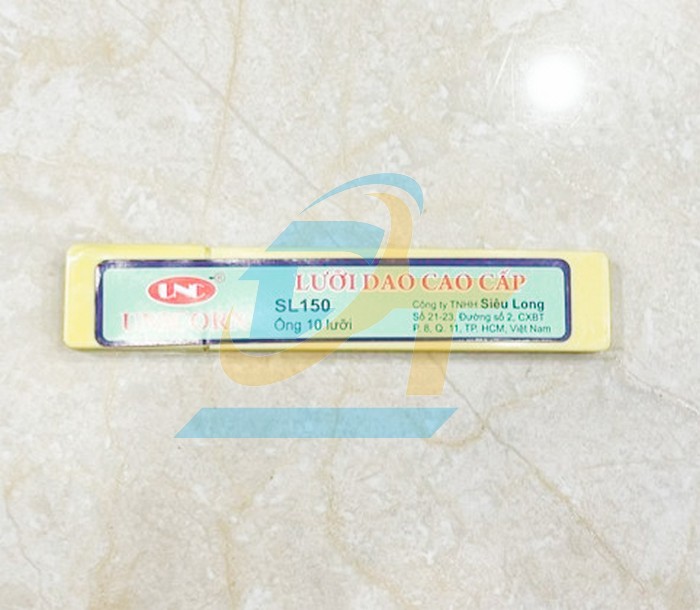 UNC
UNICORN
SL150
Ống 10 lưỡi
LƯỠI DAO CAO CẤP
Công ty TNHH Siêu Long
Số 21-23, Đường số 2, CXBT
P. 8, Q. 11, TP. HCM, Việt Nam